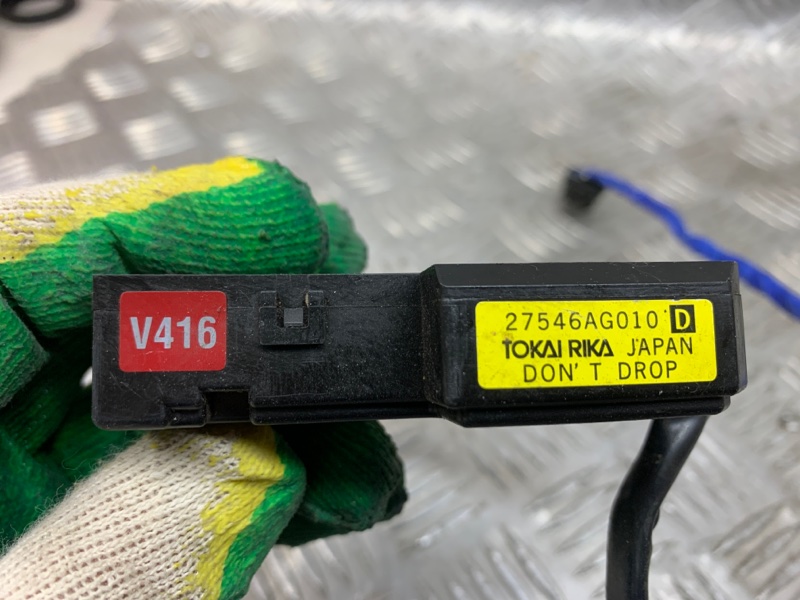 V416
27546AG010 D
TOKAI RIKA JAPAN
DON'T DROP